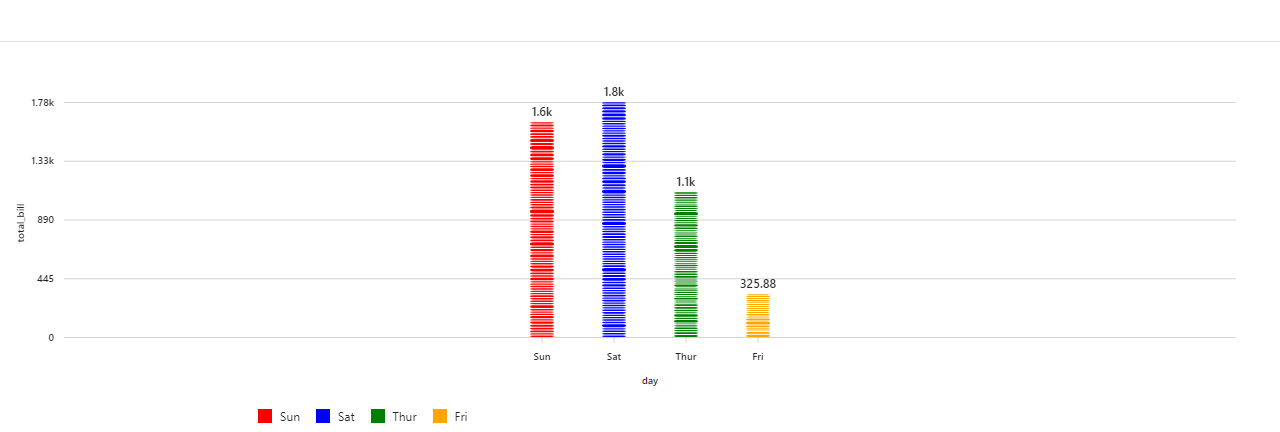 1.8k
1.78k
1.6k
1.33k
1.1k
890
total_bill
445
325.88
0
Sun Sat Thur Fri
day
Sun Sat Thur Fri